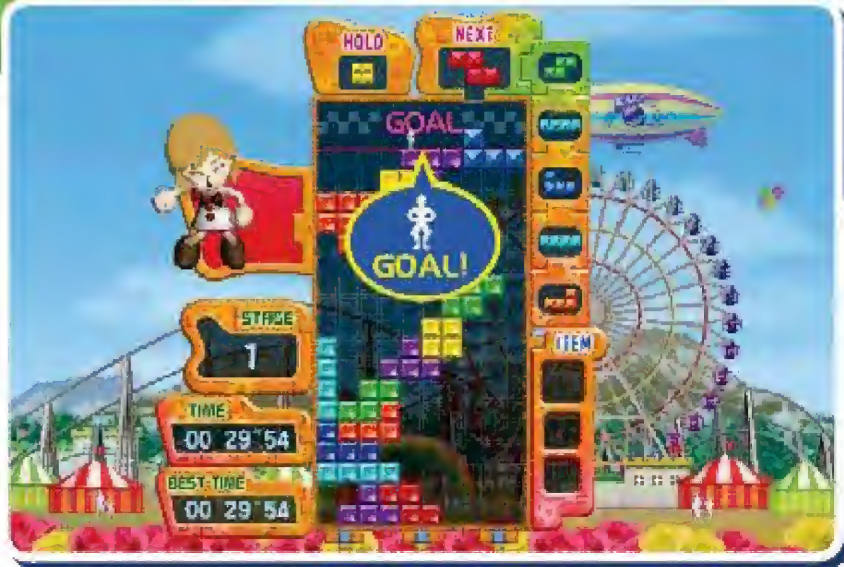 HOLD
NEXT
GOAL
GOAL!
STAGE
1
ITEM
TIME
00 29"54
BEST TIME
00 29"54